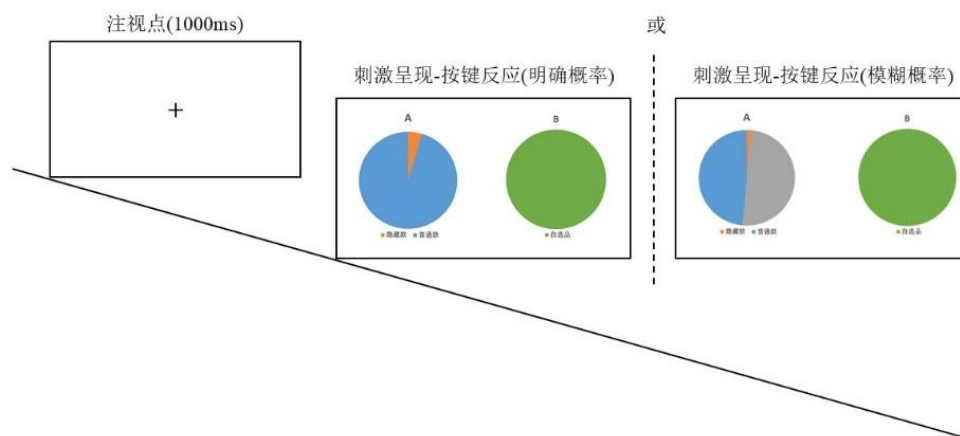 注视点(1000ms)
+
或
刺激呈现-按键反应(明确概率)
A
B
隐藏款 普通款
自选品
刺激呈现-按键反应(模糊概率)
A
B
隐藏款 普通款
自选品